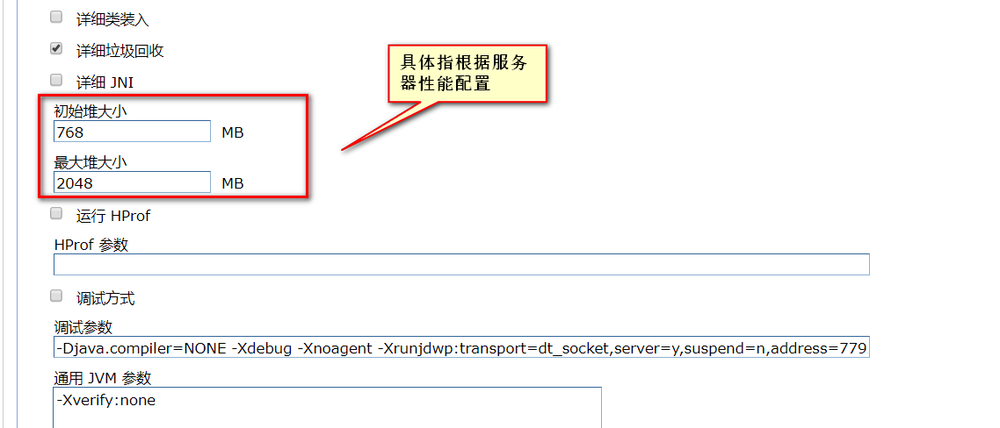 详细类装入
详细垃圾回收
具体指根据服务
器性能配置
详细 JNI
初始堆大小
768 MB
最大堆大小
2048 MB
运行 HProf
HProf 参数
调试方式
调试参数
-Djava.compiler=NONE -Xdebug -Xnoagent -Xrunjdwp:transport=dt_socket,server=y,suspend=n,address=779
通用 JVM 参数
-Xverify:none